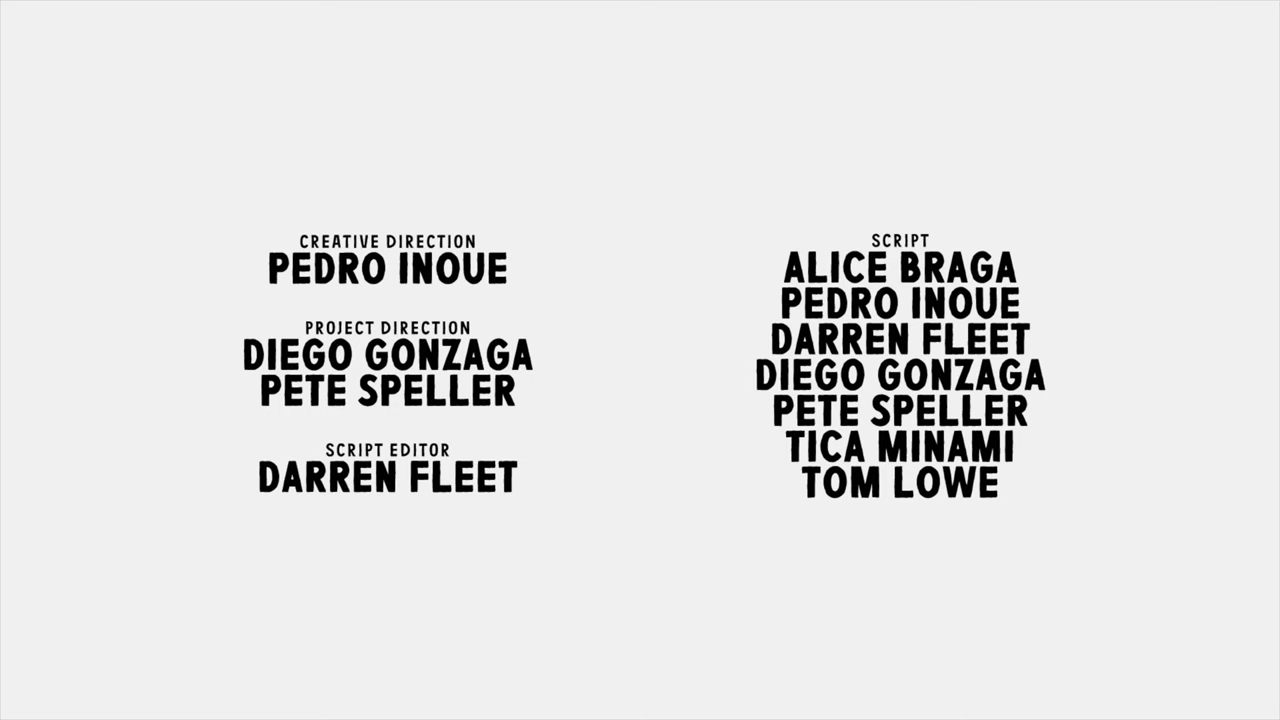 CREATIVE DIRECTION
PEDRO INOUE
PROJECT DIRECTION
DIEGO GONZAGA
PETE SPELLER
SCRIPT EDITOR
DARREN FLEET
SCRIPT
ALICE BRAGA
PEDRO INOUE
DARREN FLEET
DIEGO GONZAGA
PETE SPELLER
TICA MINAMI
TOM LOWE